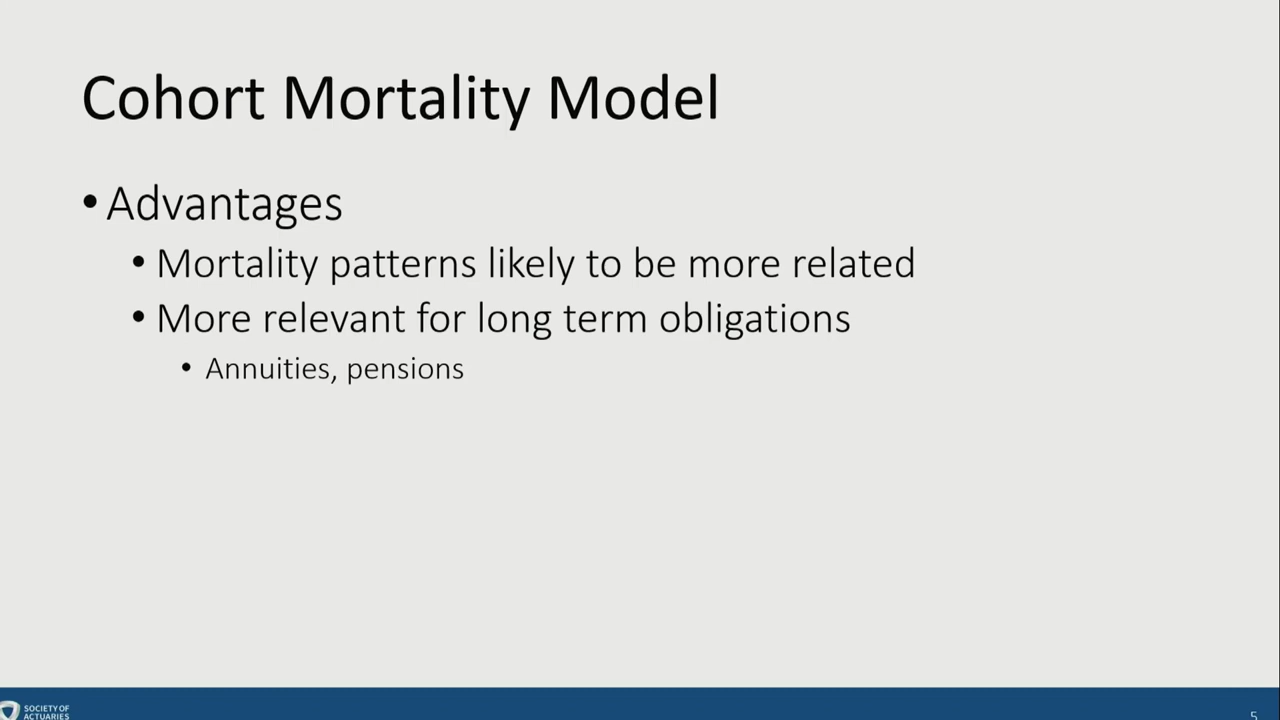 Cohort Mortality Model
• Advantages
• Mortality patterns likely to be more related
• More relevant for long term obligations
• Annuities, pensions
SOCIETY OF
ACTUARIES
5